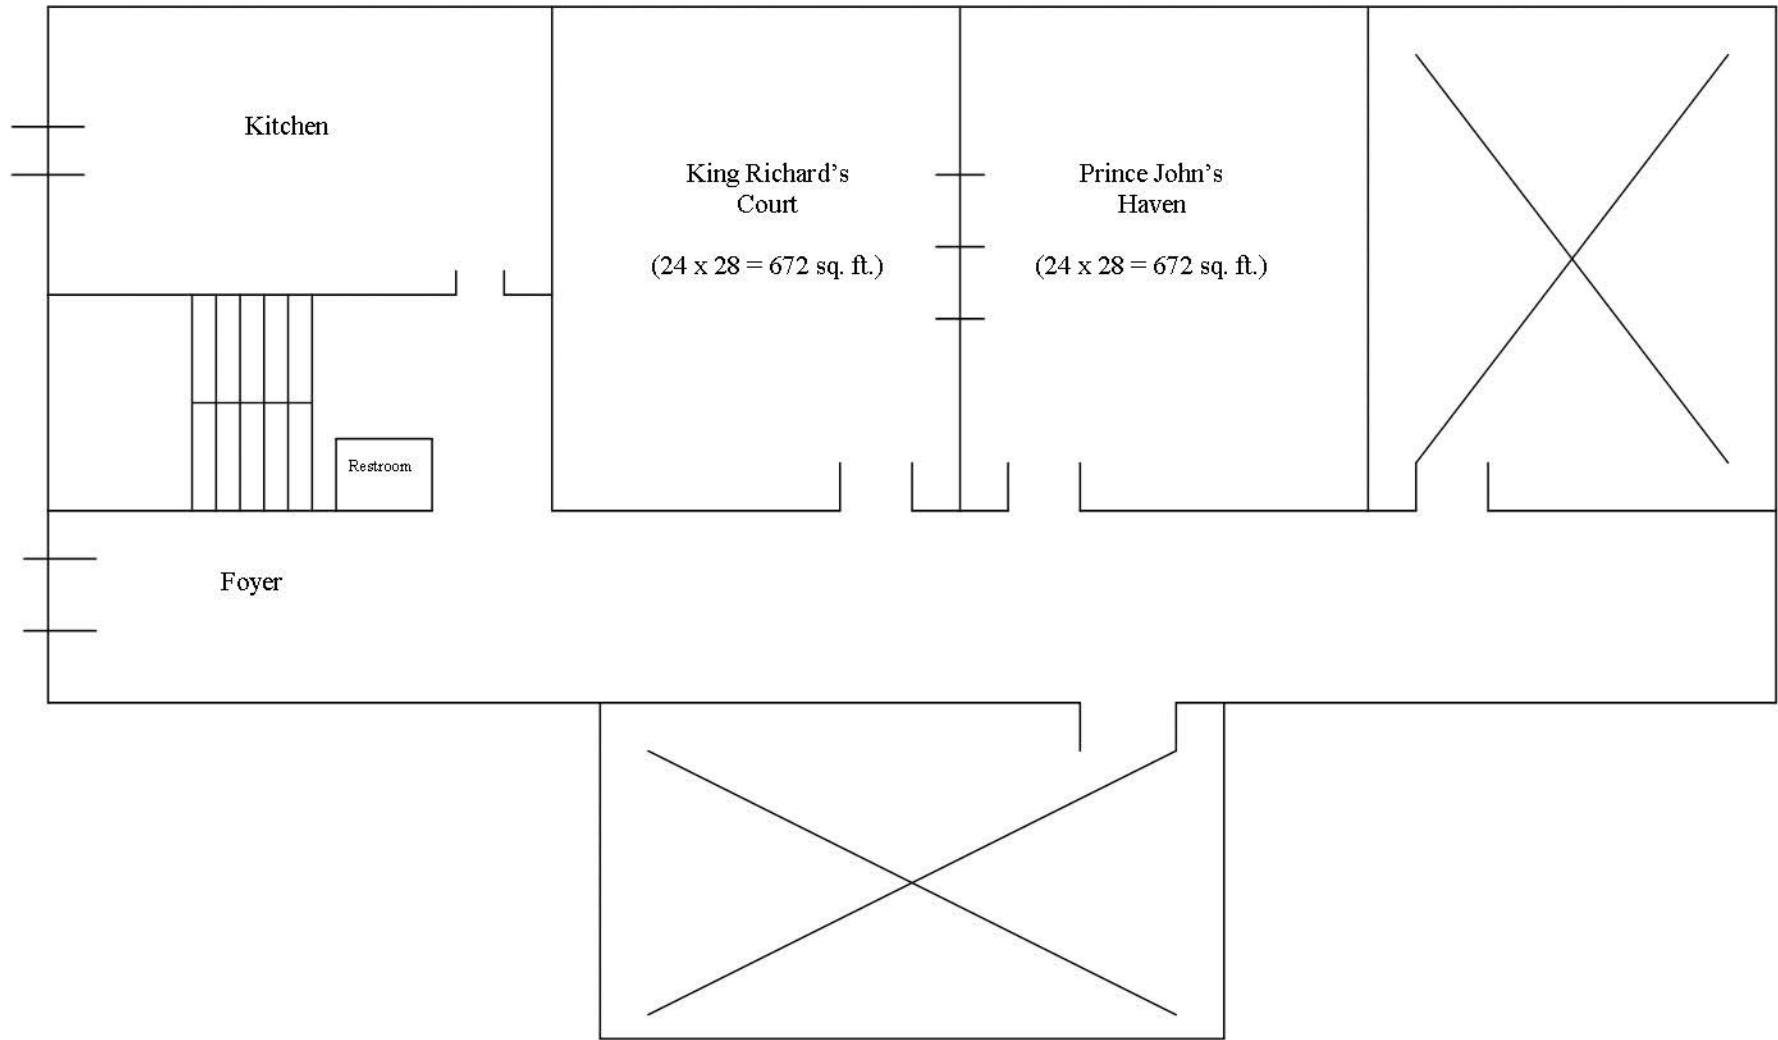 Kitchen
King Richard’s
Court
(24 x 28 = 672 sq. ft.)
Prince John’s
Haven
(24 x 28 = 672 sq. ft.)
Restroom
Foyer